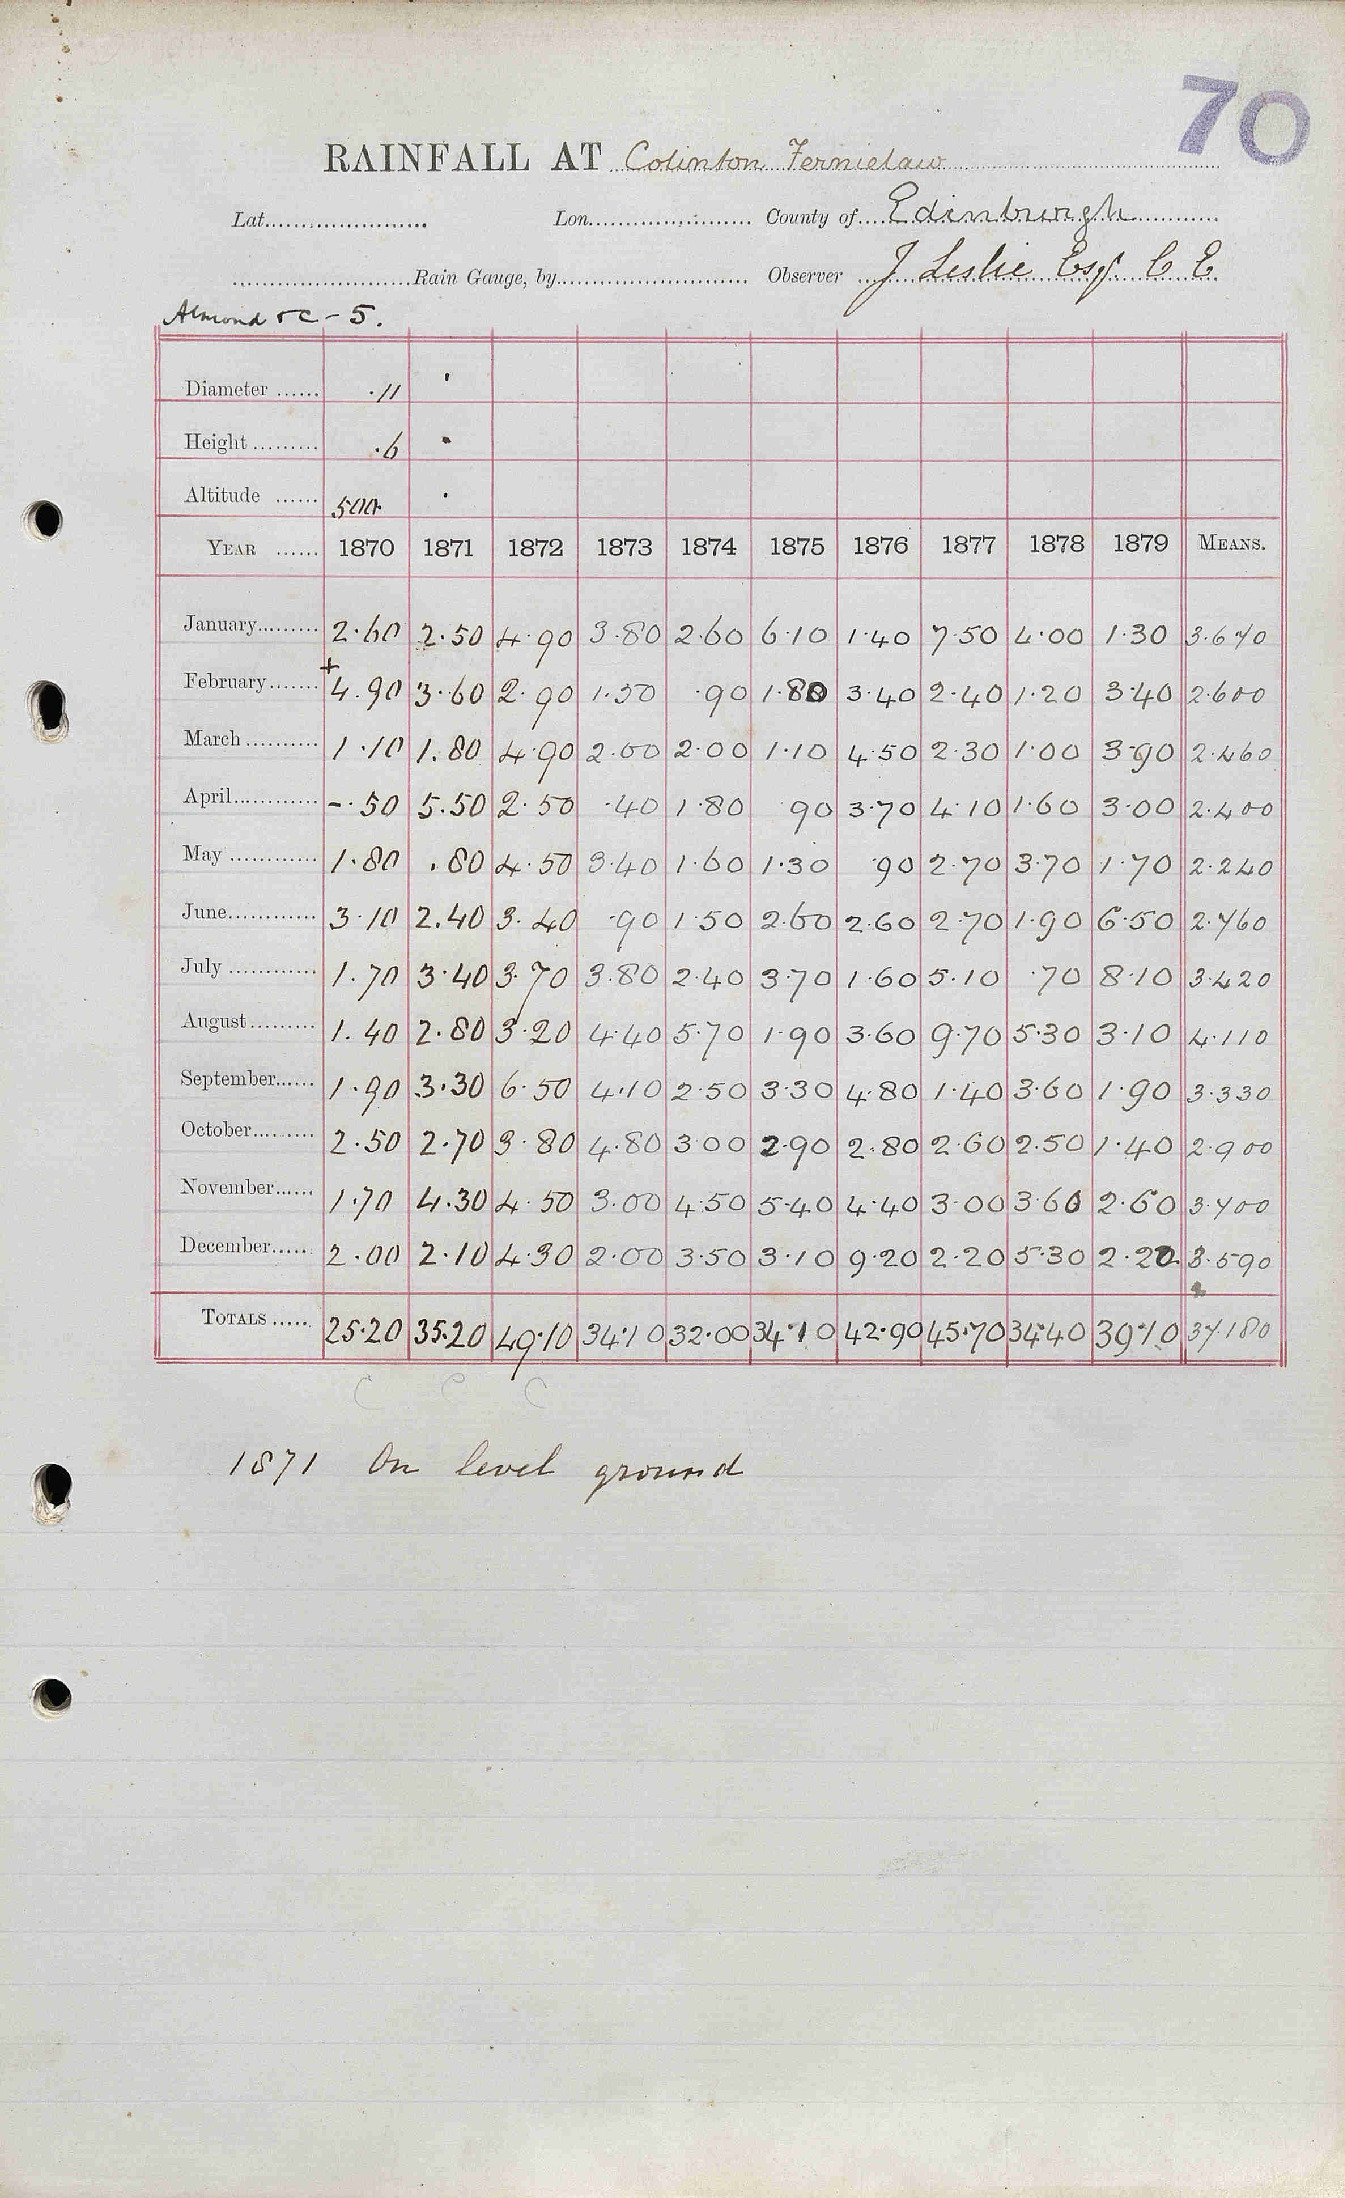 70
RAINFALL AT Colinton Fernielaw
Lat. Lon. County of Edinburgh
Rain Gauge, by Observer J Leslie Esqr C E
Almond &c - 5.
Diameter ·11
Height ·6
Altitude 500
YEAR 1870 1871 1872 1873 1874 1875 1876 1877 1878 1879 MEANS.
January 2·60 2.50 4·90 3·80 2·60 6·10 1·40 7·50 4·00 1·30 3·670
February + 4.90 3·60 2·90 1·50 ·90 1·80 3·40 2·40 1·20 3·40 2·600
March 1·10 1.80 4·90 2·00 2·00 1·10 4·50 2·30 1·00 3·90 2·460
April -·50 5.50 2·50 ·40 1·80 90 3·70 4·10 1·60 3·00 2·400
May 1·80 .80 4·50 3·40 1·60 1·30 ·90 2·70 3·70 1·70 2·240
June 3·10 2.40 3·40 ·90 1·50 2·60 2·60 2·70 1·90 6·50 2·760
July 1·70 3·40 3·70 3.80 2·40 3·70 1·60 5·10 ·70 8·10 3·420
August 1·40 2·80 3·20 4·40 5·70 1·90 3·60 9·70 5·30 3·10 4·110
September 1·90 3·30 6·50 4·10 2·50 3·30 4·80 1·40 3·60 1·90 3·330
October 2·50 2·70 3·80 4·80 3·00 2·90 2·80 2·60 2·50 1·40 2·900
November 1·70 4·30 4·50 3·00 4·50 5·40 4·40 3·00 3·60 2·60 3·700
December 2·00 2·10 4·30 2·00 3·50 3·10 9·20 2·20 5·30 2·20 3·590
TOTALS 25·20 35·20 49·10 34·10 32·00 34·10 42·90 45·70 34·40 39·10 37·180
C C C
1871 On level ground